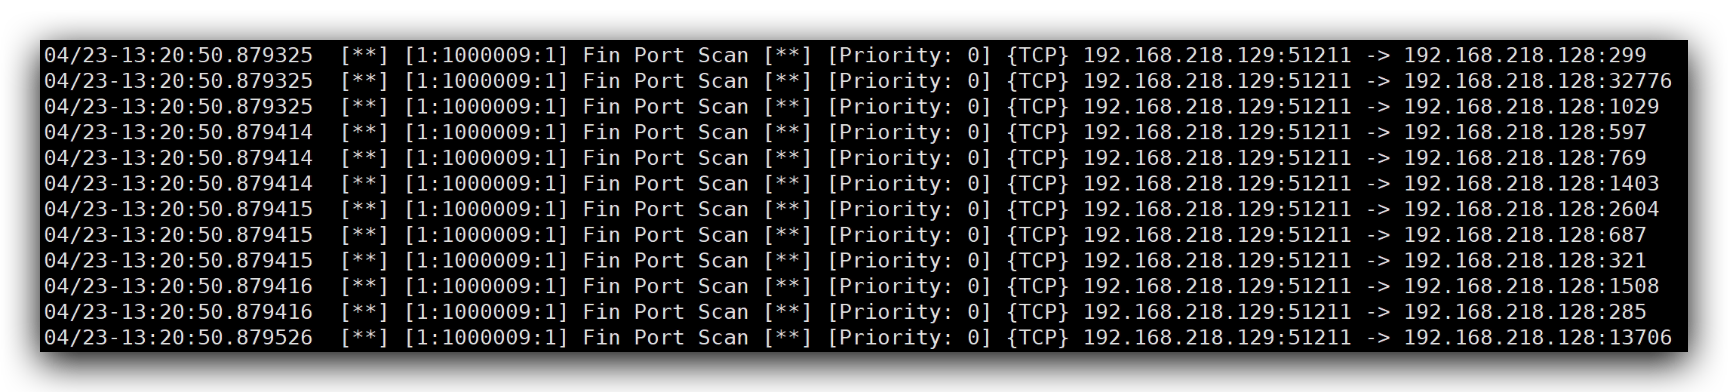 04/23-13:20:50.879325  [**] [1:1000009:1] Fin Port Scan [**] [Priority: 0] {TCP} 192.168.218.129:51211 -> 192.168.218.128:299
04/23-13:20:50.879325  [**] [1:1000009:1] Fin Port Scan [**] [Priority: 0] {TCP} 192.168.218.129:51211 -> 192.168.218.128:32776
04/23-13:20:50.879325  [**] [1:1000009:1] Fin Port Scan [**] [Priority: 0] {TCP} 192.168.218.129:51211 -> 192.168.218.128:1029
04/23-13:20:50.879414  [**] [1:1000009:1] Fin Port Scan [**] [Priority: 0] {TCP} 192.168.218.129:51211 -> 192.168.218.128:597
04/23-13:20:50.879414  [**] [1:1000009:1] Fin Port Scan [**] [Priority: 0] {TCP} 192.168.218.129:51211 -> 192.168.218.128:769
04/23-13:20:50.879414  [**] [1:1000009:1] Fin Port Scan [**] [Priority: 0] {TCP} 192.168.218.129:51211 -> 192.168.218.128:1403
04/23-13:20:50.879415  [**] [1:1000009:1] Fin Port Scan [**] [Priority: 0] {TCP} 192.168.218.129:51211 -> 192.168.218.128:2604
04/23-13:20:50.879415  [**] [1:1000009:1] Fin Port Scan [**] [Priority: 0] {TCP} 192.168.218.129:51211 -> 192.168.218.128:687
04/23-13:20:50.879415  [**] [1:1000009:1] Fin Port Scan [**] [Priority: 0] {TCP} 192.168.218.129:51211 -> 192.168.218.128:321
04/23-13:20:50.879416  [**] [1:1000009:1] Fin Port Scan [**] [Priority: 0] {TCP} 192.168.218.129:51211 -> 192.168.218.128:1508
04/23-13:20:50.879416  [**] [1:1000009:1] Fin Port Scan [**] [Priority: 0] {TCP} 192.168.218.129:51211 -> 192.168.218.128:285
04/23-13:20:50.879526  [**] [1:1000009:1] Fin Port Scan [**] [Priority: 0] {TCP} 192.168.218.129:51211 -> 192.168.218.128:13706